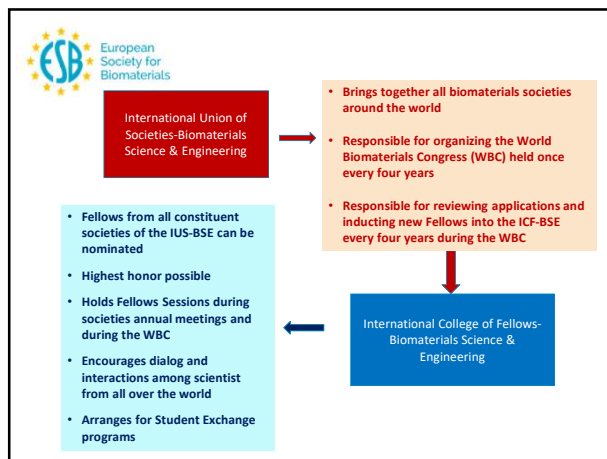 ESB
European
Society for
Biomaterials
International Union of
Societies-Biomaterials
Science & Engineering
• Brings together all biomaterials societies
around the world
• Responsible for organizing the World
Biomaterials Congress (WBC) held once
every four years
• Responsible for reviewing applications and
inducting new Fellows into the ICF-BSE
every four years during the WBC
International College of Fellows-
Biomaterials Science &
Engineering
• Fellows from all constituent
societies of the IUS-BSE can be
nominated
• Highest honor possible
• Holds Fellows Sessions during
societies annual meetings and
during the WBC
• Encourages dialog and
interactions among scientist
from all over the world
• Arranges for Student Exchange
programs